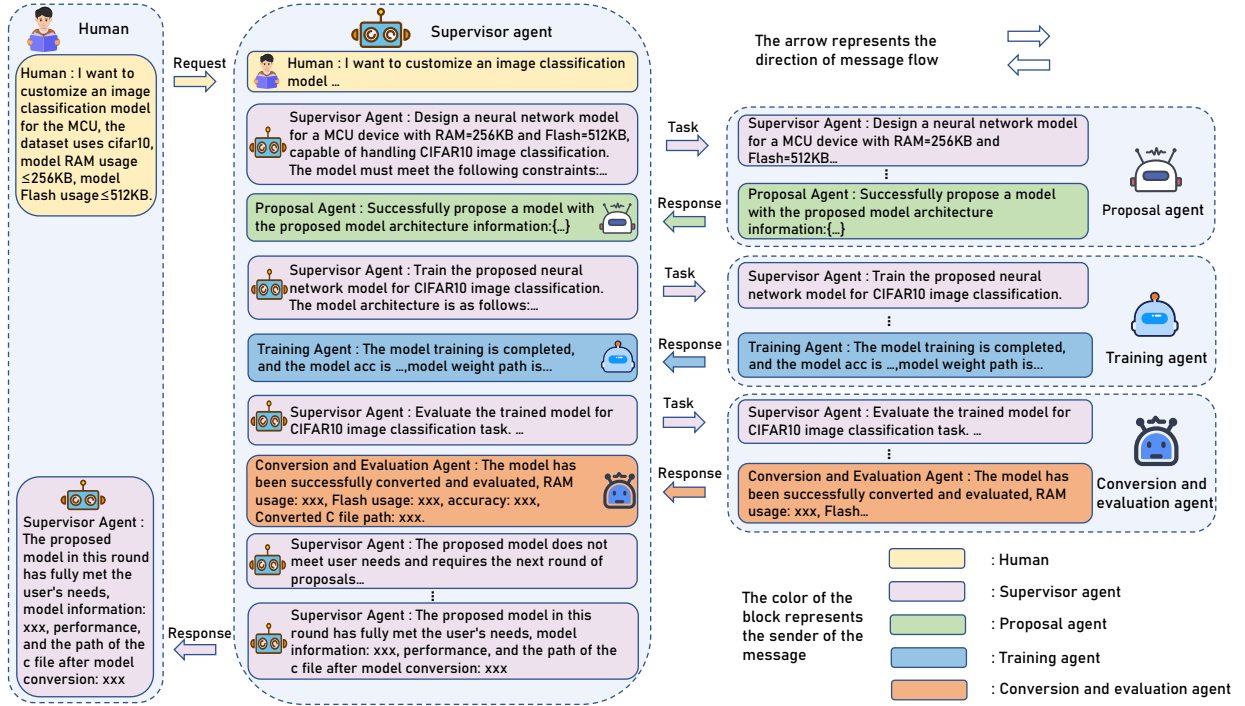 Human
Human : I want to
customize an image
classification model
for the MCU, the
dataset uses cifar10,
model RAM usage
≤256KB, model
Flash usage≤512KB.
Request
Supervisor agent
Human : I want to customize an image classification
model ...
Supervisor Agent : Design a neural network model
for a MCU device with RAM=256KB and Flash=512KB,
capable of handling CIFAR10 image classification.
The model must meet the following constraints:...
Proposal Agent : Successfully propose a model with
the proposed model architecture information:{...}
Supervisor Agent : Train the proposed neural
network model for CIFAR10 image classification.
The model architecture is as follows:...
Training Agent : The model training is completed,
and the model acc is ...,model weight path is...
Supervisor Agent : Evaluate the trained model for
CIFAR10 image classification task. ...
Conversion and Evaluation Agent : The model has
been successfully converted and evaluated, RAM
usage: xxx, Flash usage: xxx, accuracy: xxx,
Converted C file path: xxx.
Supervisor Agent : The proposed model does not
meet user needs and requires the next round of
proposals...
⋮
Supervisor Agent : The proposed model in this
round has fully met the user's needs, model
information: xxx, performance, and the path of the
c file after model conversion: xxx
Response
Supervisor Agent :
The proposed
model in this round
has fully met the
user's needs,
model information:
xxx, performance,
and the path of the
c file after model
conversion: xxx
The arrow represents the
direction of message flow
Task
Response
Supervisor Agent : Design a neural network model
for a MCU device with RAM=256KB and
Flash=512KB...
⋮
Proposal Agent : Successfully propose a model
with the proposed model architecture
information:{...}
Proposal agent
Task
Response
Supervisor Agent : Train the proposed neural
network model for CIFAR10 image classification.
⋮
Training Agent : The model training is completed,
and the model acc is ...,model weight path is...
Training agent
Task
Response
Supervisor Agent : Evaluate the trained model for
CIFAR10 image classification task. ...
⋮
Conversion and Evaluation Agent : The model has
been successfully converted and evaluated, RAM
usage: xxx, Flash...
Conversion and
evaluation agent
The color of the
block represents
the sender of the
message
: Human
: Supervisor agent
: Proposal agent
: Training agent
: Conversion and evaluation agent